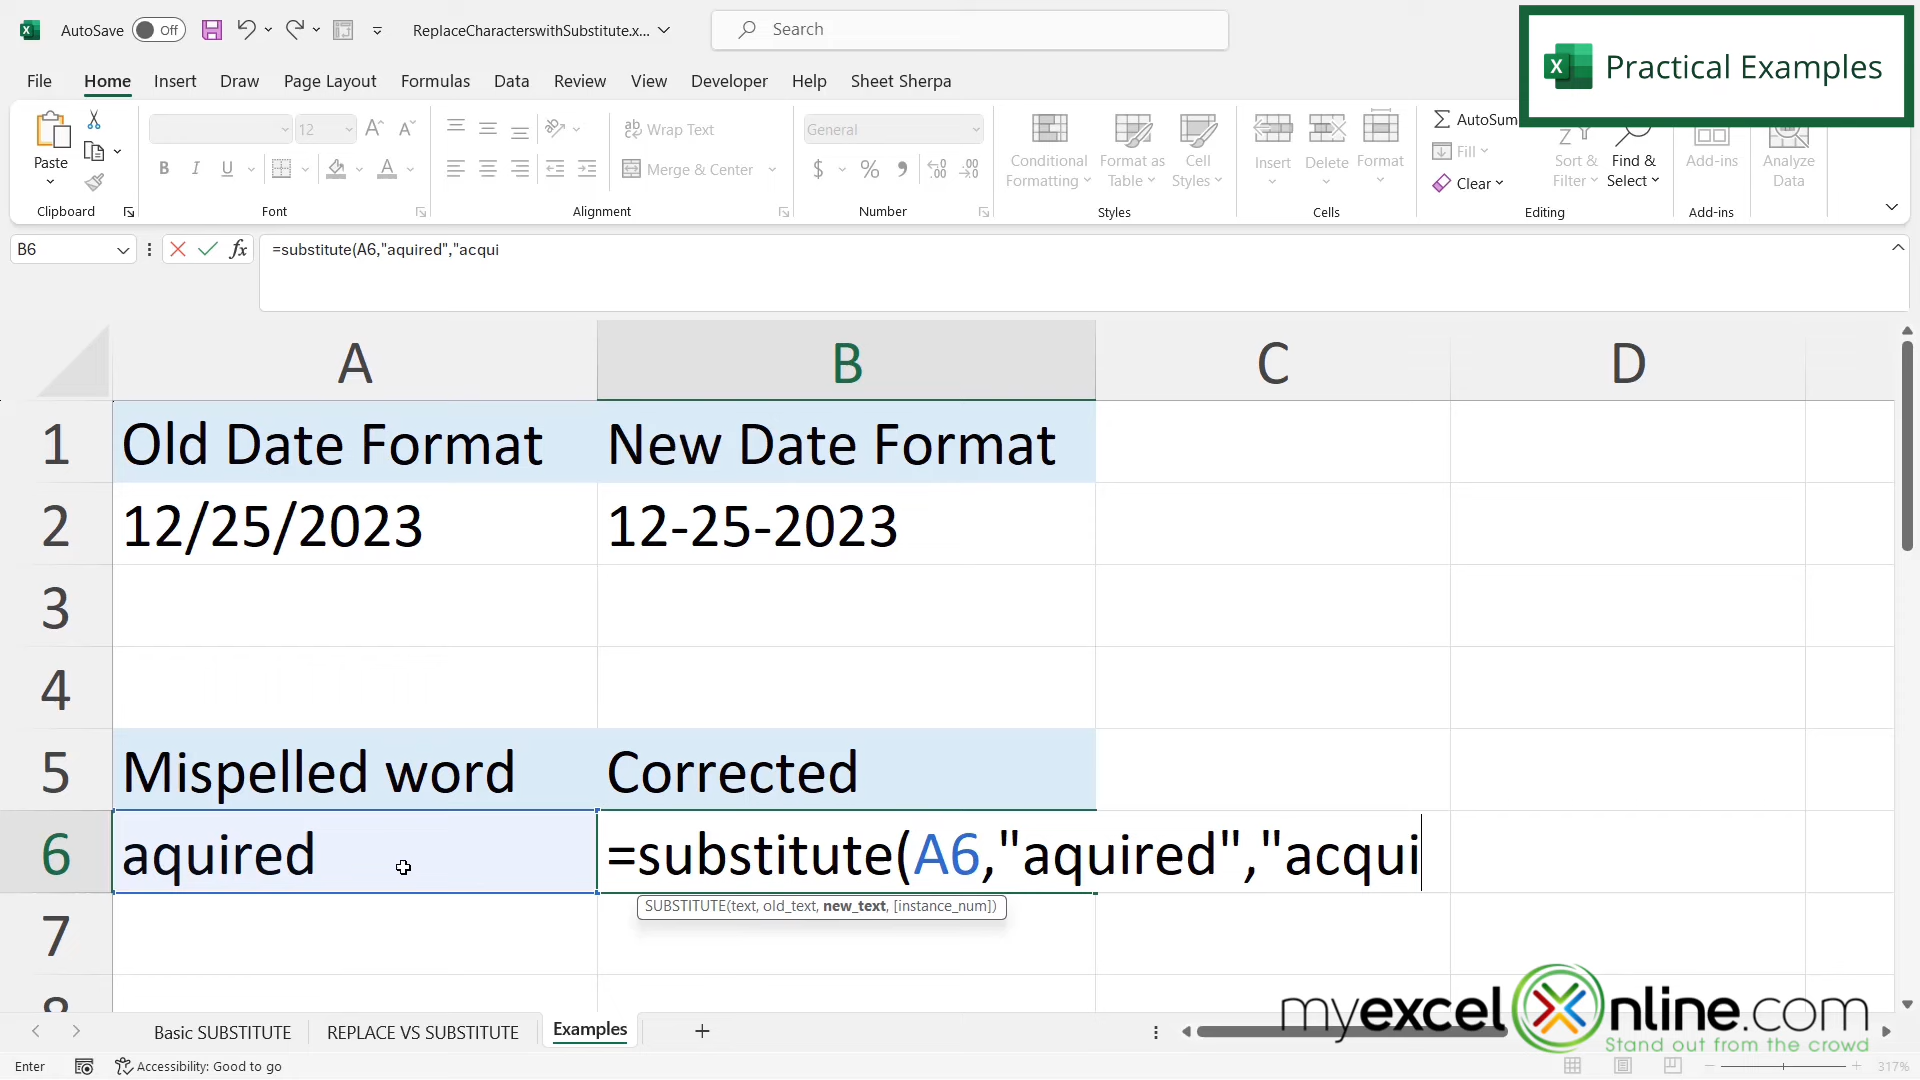 AutoSave Off ReplaceCharacterswithSubstitute.x... Search
Practical Examples
File Home Insert Draw Page Layout Formulas Data Review View Developer Help Sheet Sherpa
Paste
Clipboard
12
B I U
Font
Wrap Text
Merge & Center
Alignment
General
$ % 9
Number
Conditional Formatting
Format as Table
Cell Styles
Styles
Insert Delete Format
Cells
AutoSum
Fill
Clear
Sort & Filter
Find & Select
Editing
Add-ins
Add-ins
Analyze Data
B6 fx =substitute(A6,"aquired","acqui
A B C D
1 Old Date Format New Date Format
2 12/25/2023 12-25-2023
3
4
5 Mispelled word Corrected
6 aquired =substitute(A6,"aquired","acqui
SUBSTITUTE(text, old_text, new_text, [instance_num])
7
8
myexcelOnline.com
Stand out from the crowd
Basic SUBSTITUTE REPLACE VS SUBSTITUTE Examples
Enter Accessibility: Good to go 317%